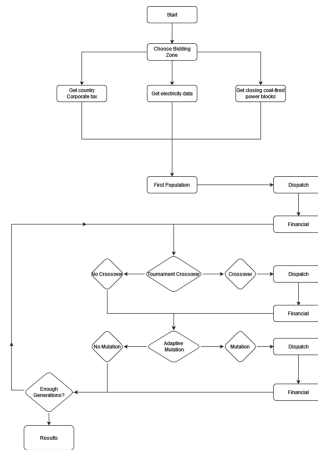 Start
Choose Bidding
Zone
Get country
Corporate tax
Get electricity data
Get closing coal-fired
power blocks
First Population
Dispatch
Financial
No Crossover
Tournament Crossover
Crossover
Dispatch
Financial
No Mutation
Adaptive
Mutation
Mutation
Dispatch
Enough
Generations?
Financial
Results